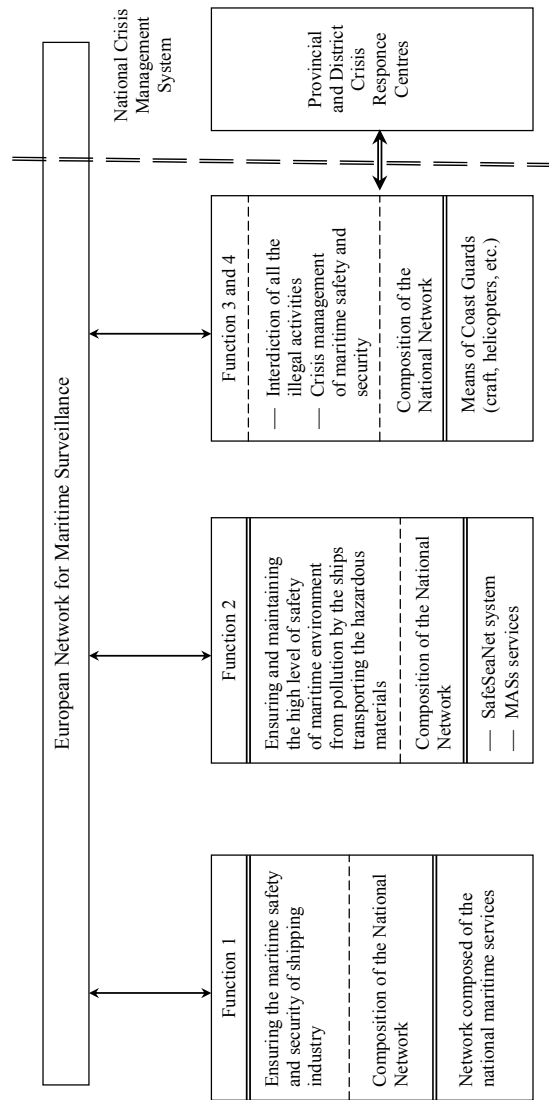 European Network for Maritime Surveillance
National Crisis
Management
System
Function 1
Ensuring the maritime safety
and security of shipping
industry
Composition of the National
Network
Network composed of the
national maritime services
Function 2
Ensuring and maintaining
the high level of safety
of maritime environment
from pollution by the ships
transporting the hazardous
materials
Composition of the National
Network
— SafeSeaNet system
— MASs services
Function 3 and 4
— Interdiction of all the
illegal activities
— Crisis management
of maritime safety and
security
Composition of the
National Network
Means of Coast Guards
(craft, helicopters, etc.)
Provincial
and District
Crisis
Responce
Centres